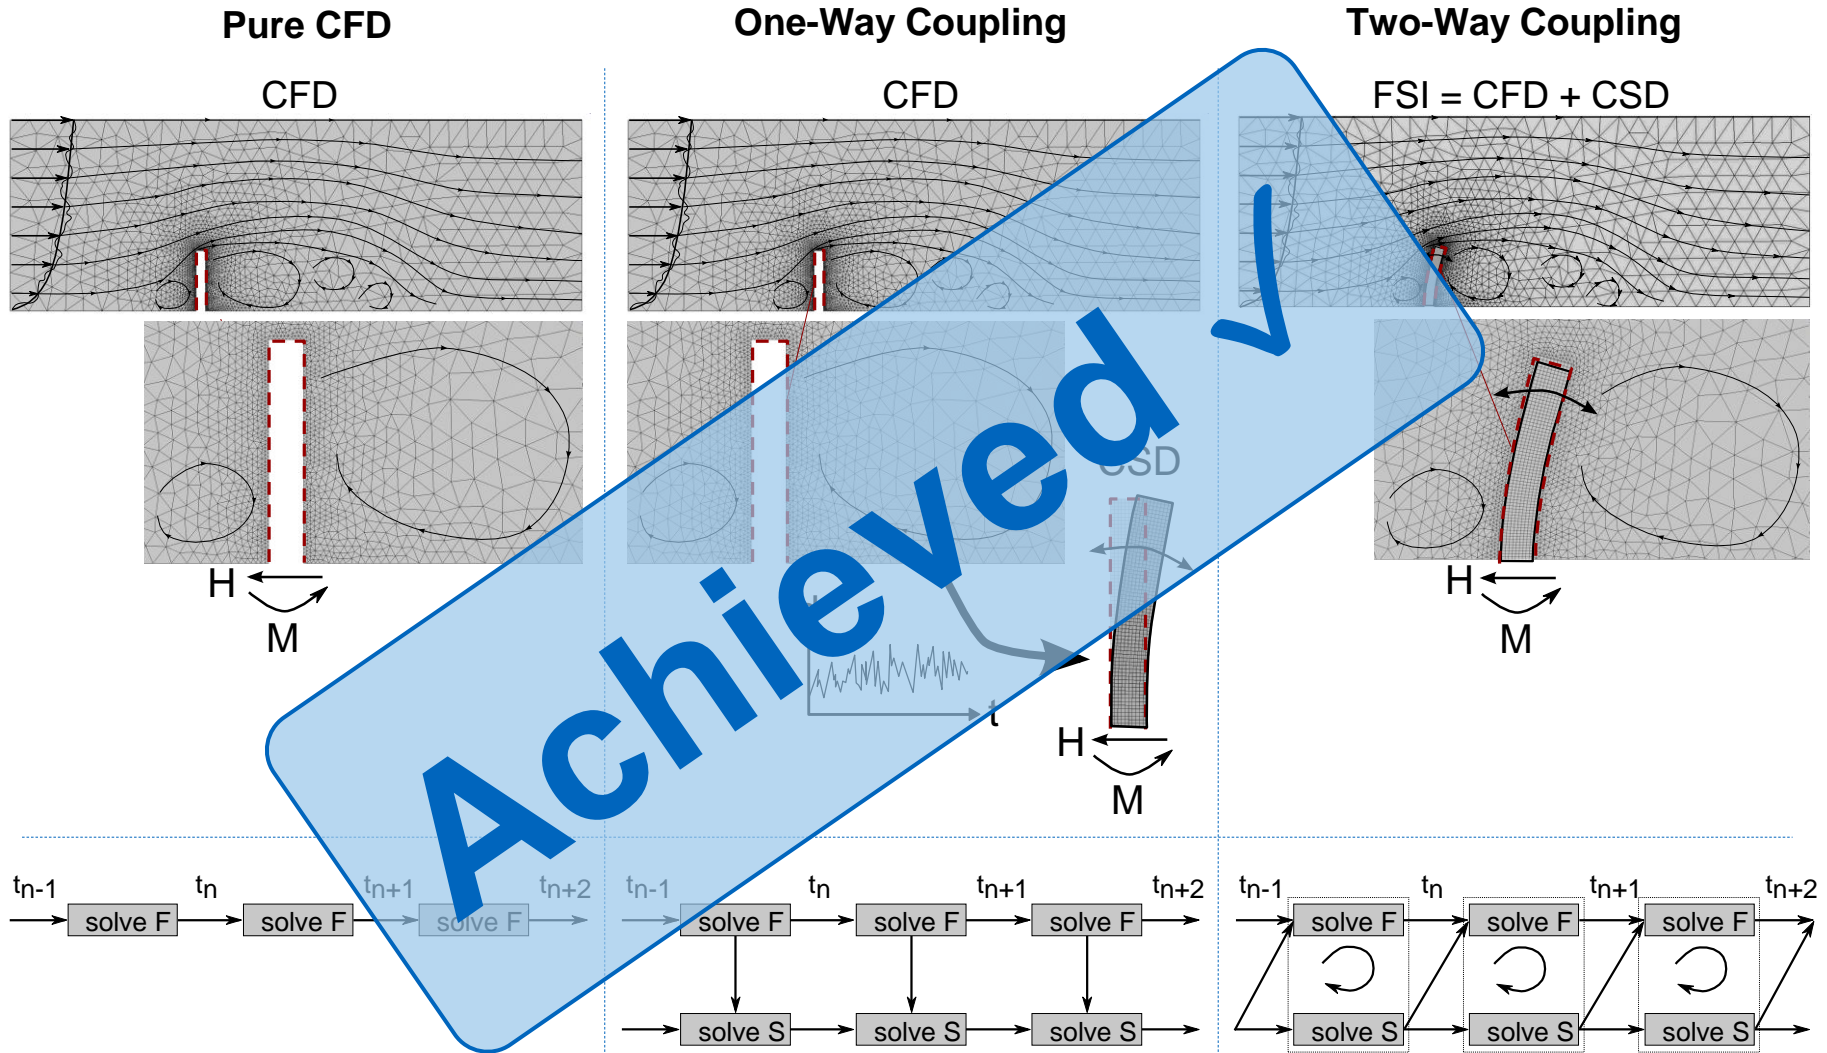 Pure CFD
One-Way Coupling
Two-Way Coupling
CFD
CFD
FSI = CFD + CSD
Achieved √
CSD
H
M
t
H
M
H
M
tn-1
tn
tn+1
tn+2
solve F
solve F
solve F
tn-1
tn
tn+1
tn+2
solve F
solve F
solve F
solve S
solve S
solve S
tn-1
tn
tn+1
tn+2
solve F
solve F
solve F
solve S
solve S
solve S